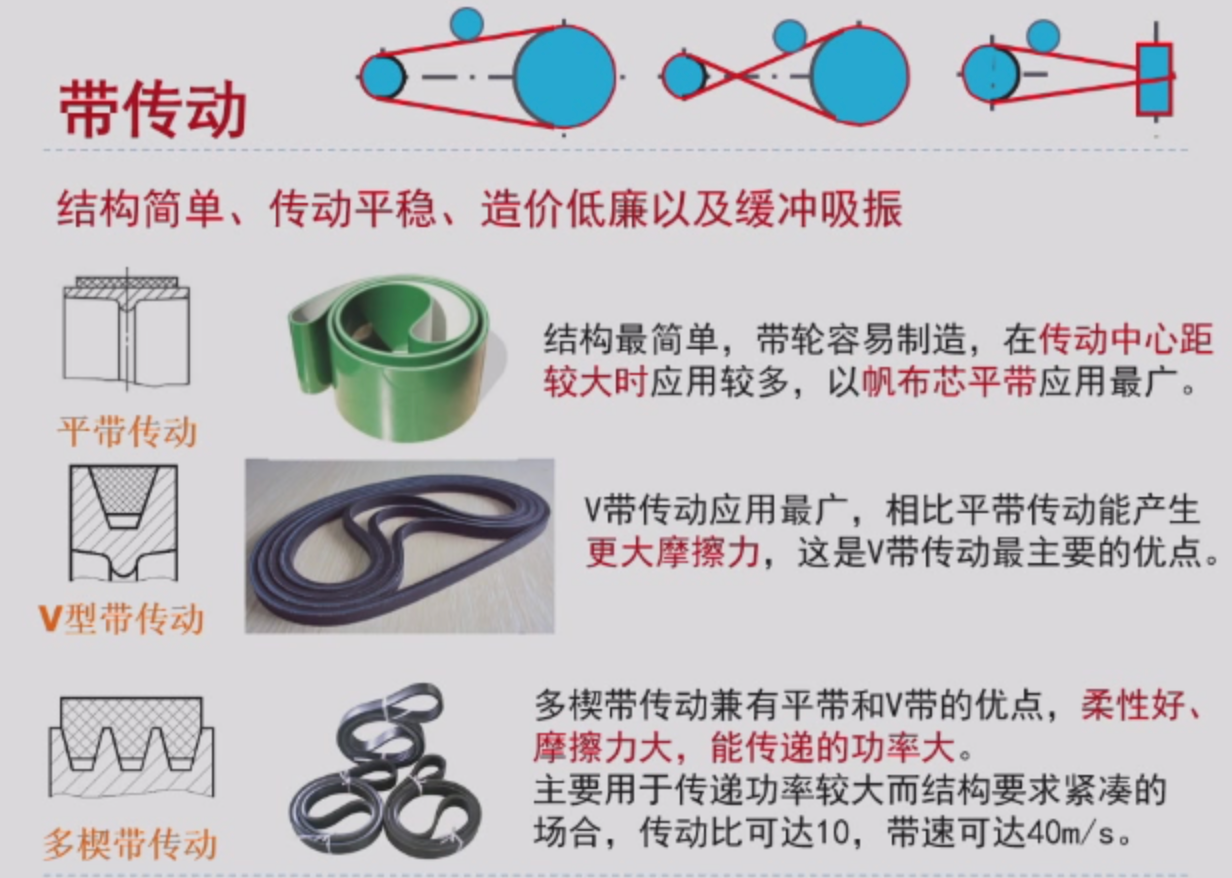 带传动
结构简单、传动平稳、造价低廉以及缓冲吸振
结构最简单，带轮容易制造，在传动中心距
较大时应用较多，以帆布芯平带应用最广。
平带传动
V带传动应用最广，相比平带传动能产生
更大摩擦力，这是V带传动最主要的优点。
V型带传动
多楔带传动兼有平带和V带的优点，柔性好、
摩擦力大，能传递的功率大。
主要用于传递功率较大而结构要求紧凑的
场合，传动比可达10，带速可达40m/s。
多楔带传动